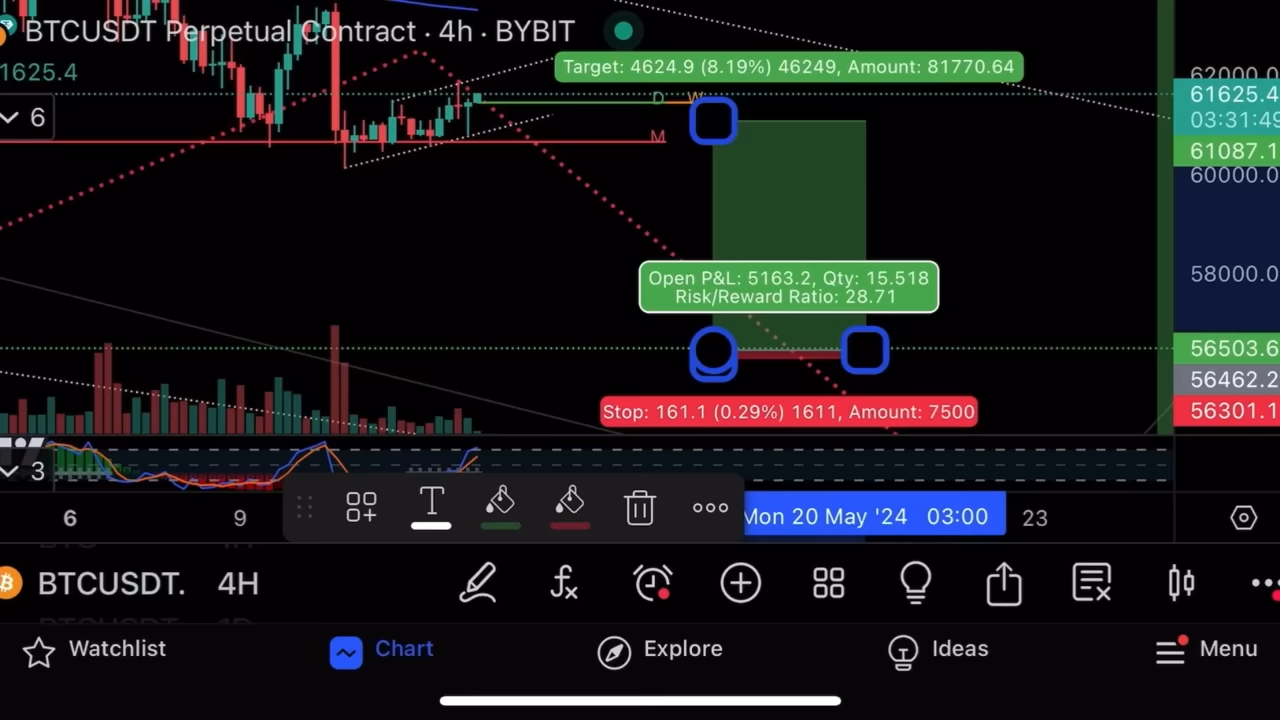 BTCUSDT Perpetual Contract · 4h · BYBIT
1625.4
6
Target: 4624.9 (8.19%) 46249, Amount: 81770.64
D
W
M
62000.0
61625.4
03:31:49
61087.1
60000.0
58000.0
56503.6
56462.2
56301.1
Open P&L: 5163.2, Qty: 15.518
Risk/Reward Ratio: 28.71
Stop: 161.1 (0.29%) 1611, Amount: 7500
3
6
9
T
Mon 20 May '24 03:00
23
BTCUSDT. 4H
Watchlist
Chart
Explore
Ideas
Menu